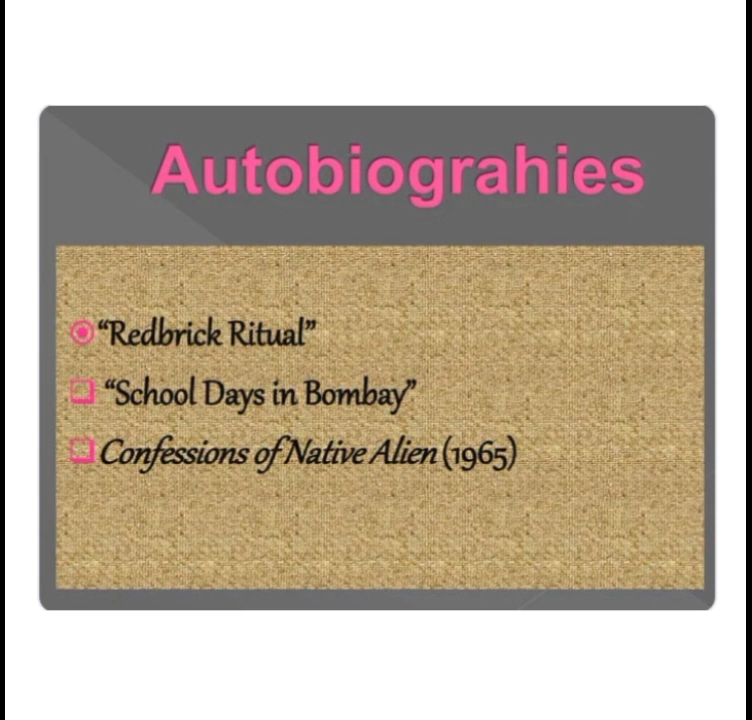 Autobiograhies
“Redbrick Ritual”
“School Days in Bombay”
Confessions of Native Alien (1965)